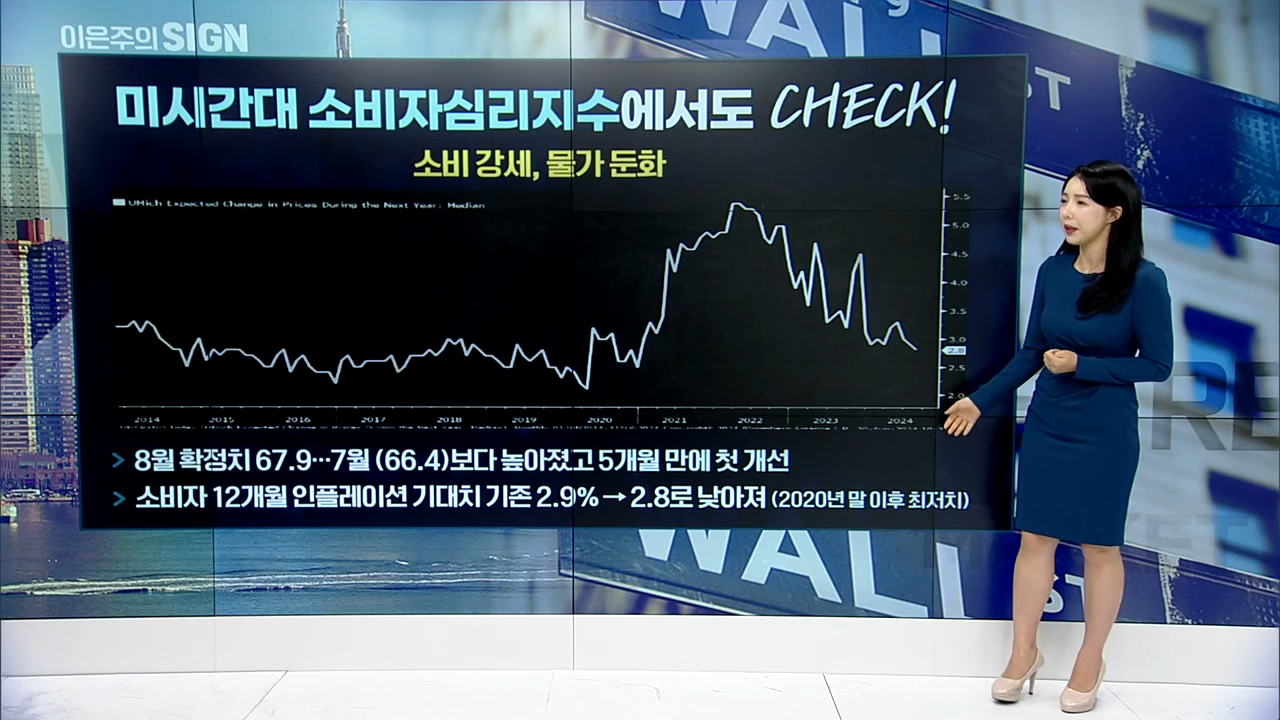 이은주의 SIGN
WALL
ST
미시간대 소비자심리지수에서도 CHECK!
소비 강세, 물가 둔화
UMich Expected Change in Prices During the Next Year: Median
5.5
5.0
4.5
4.0
3.5
3.0
2.8
2.5
2.0
2014 2015 2016 2017 2018 2019 2020 2021 2022 2023 2024
> 8월 확정치 67.9…7월 (66.4)보다 높아졌고 5개월 만에 첫 개선
> 소비자 12개월 인플레이션 기대치 기존 2.9% → 2.8로 낮아져 (2020년 말 이후 최저치)
WALL
ST